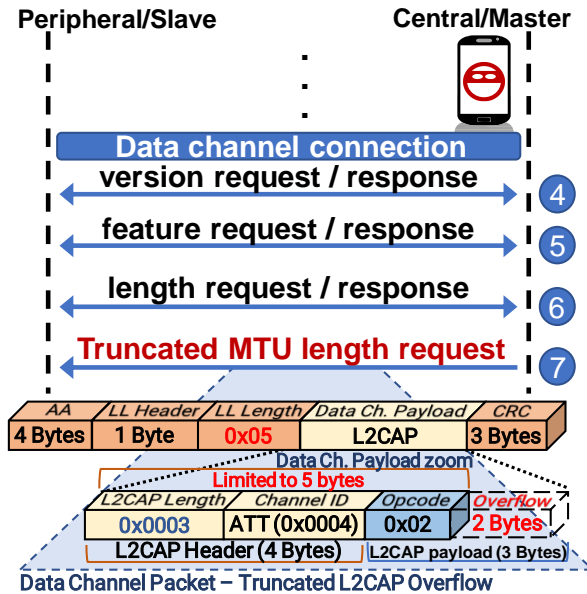 Peripheral/Slave Central/Master
Data channel connection
version request / response
4
feature request / response
5
length request / response
6
Truncated MTU length request
7
AA LL Header LL Length Data Ch. Payload CRC
4 Bytes 1 Byte 0x05 L2CAP 3 Bytes
Data Ch. Payload zoom
Limited to 5 bytes
L2CAP Length Channel ID Opcode Overflow
0x0003 ATT (0x0004) 0x02 2 Bytes
L2CAP Header (4 Bytes) L2CAP payload (3 Bytes)
Data Channel Packet – Truncated L2CAP Overflow